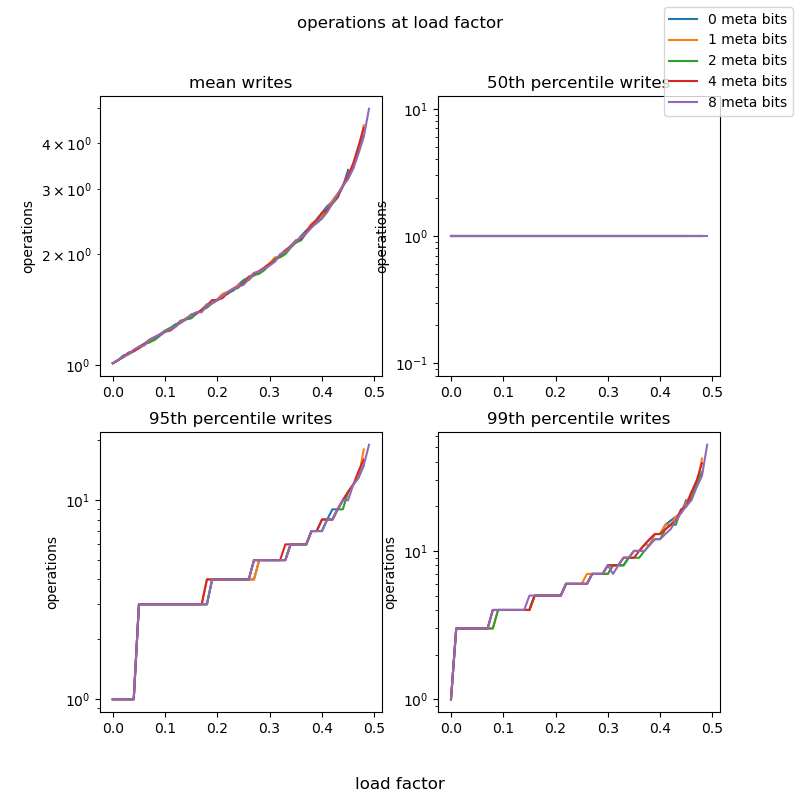 operations at load factor
0 meta bits
1 meta bits
2 meta bits
4 meta bits
8 meta bits
mean writes
operations
4 × 10⁰
3 × 10⁰
2 × 10⁰
10⁰
0.0 0.1 0.2 0.3 0.4 0.5
50th percentile writes
operations
10¹
10⁰
10⁻¹
0.0 0.1 0.2 0.3 0.4 0.5
95th percentile writes
operations
10¹
10⁰
0.0 0.1 0.2 0.3 0.4 0.5
99th percentile writes
operations
10¹
10⁰
0.0 0.1 0.2 0.3 0.4 0.5
load factor